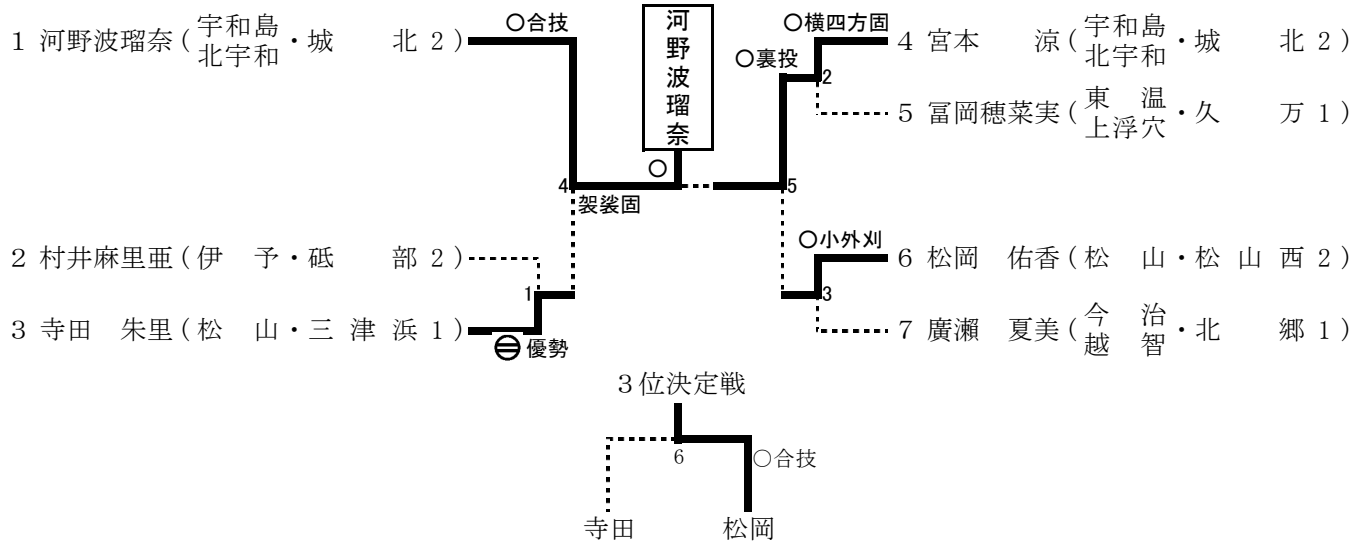 1 河野波瑠奈(宇和島北宇和・城　北 2)
○合技
河野波瑠奈
○横四方固
4 宮本　涼(宇和島北宇和・城　北 2)
○裏投
2
5 冨岡穂菜実(東　温上浮穴・久　万 1)
○
4
袈裟固
5
2 村井麻里亜(伊　予・砥　部 2)
○小外刈
6 松岡　佑香(松　山・松 山 西 2)
1
3
3 寺田　朱里(松　山・三 津 浜 1)
優勢
7 廣瀬　夏美(今　治越　智・北　郷 1)
3位決定戦
6
○合技
寺田
松岡